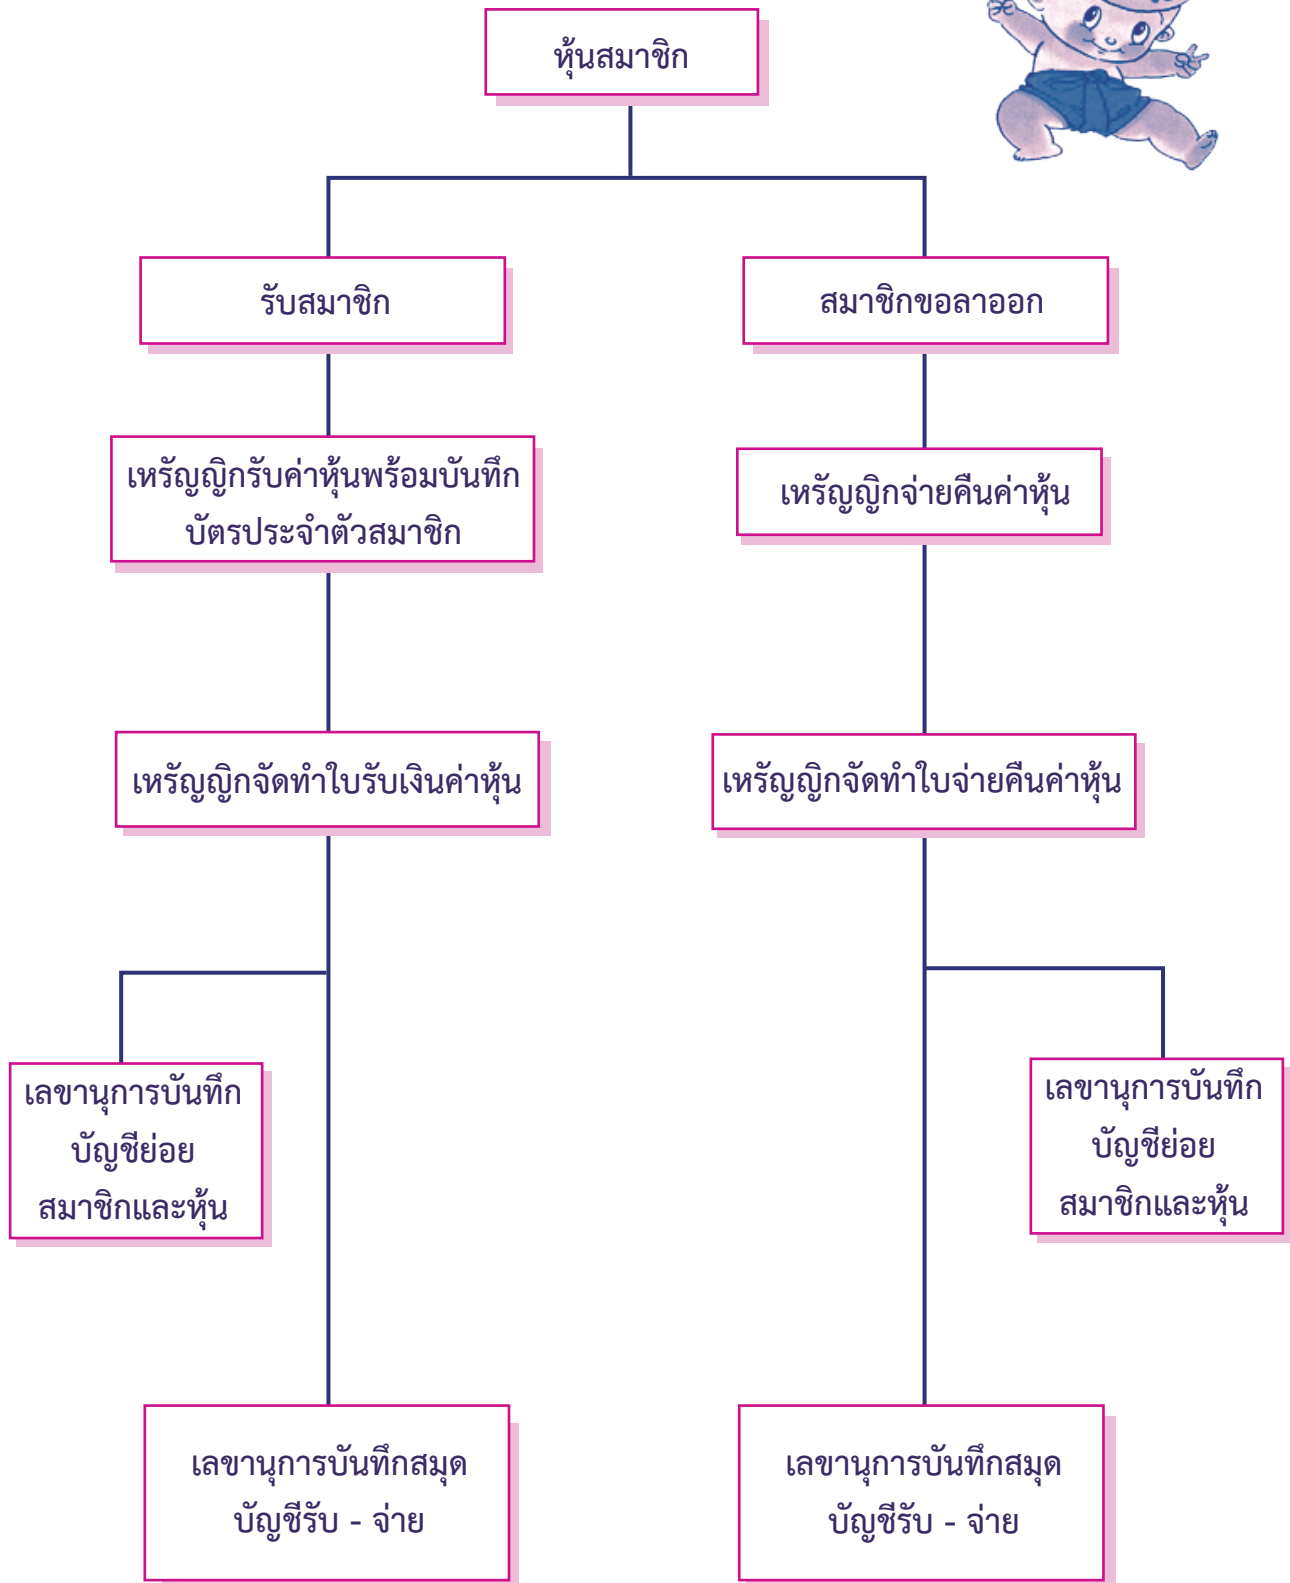 หุ้นสมาชิก
รับสมาชิก
สมาชิกขอลาออก
เหรัญญิกรับค่าหุ้นพร้อมบันทึก
บัตรประจำตัวสมาชิก
เหรัญญิกจ่ายคืนค่าหุ้น
เหรัญญิกจัดทำใบรับเงินค่าหุ้น
เหรัญญิกจัดทำใบจ่ายคืนค่าหุ้น
เลขานุการบันทึก
บัญชีย่อย
สมาชิกและหุ้น
เลขานุการบันทึก
บัญชีย่อย
สมาชิกและหุ้น
เลขานุการบันทึกสมุด
บัญชีรับ - จ่าย
เลขานุการบันทึกสมุด
บัญชีรับ - จ่าย